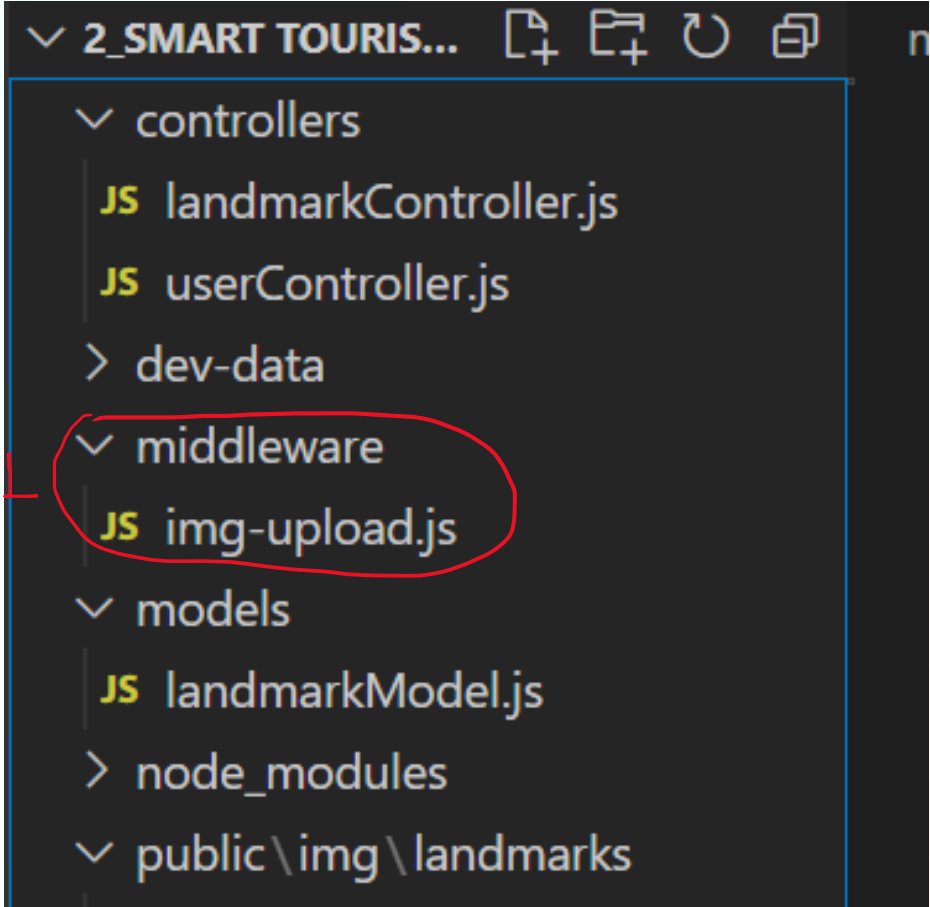 2_SMART TOURIS...
controllers
JS landmarkController.js
JS userController.js
dev-data
middleware
JS img-upload.js
models
JS landmarkModel.js
node_modules
public\img\landmarks